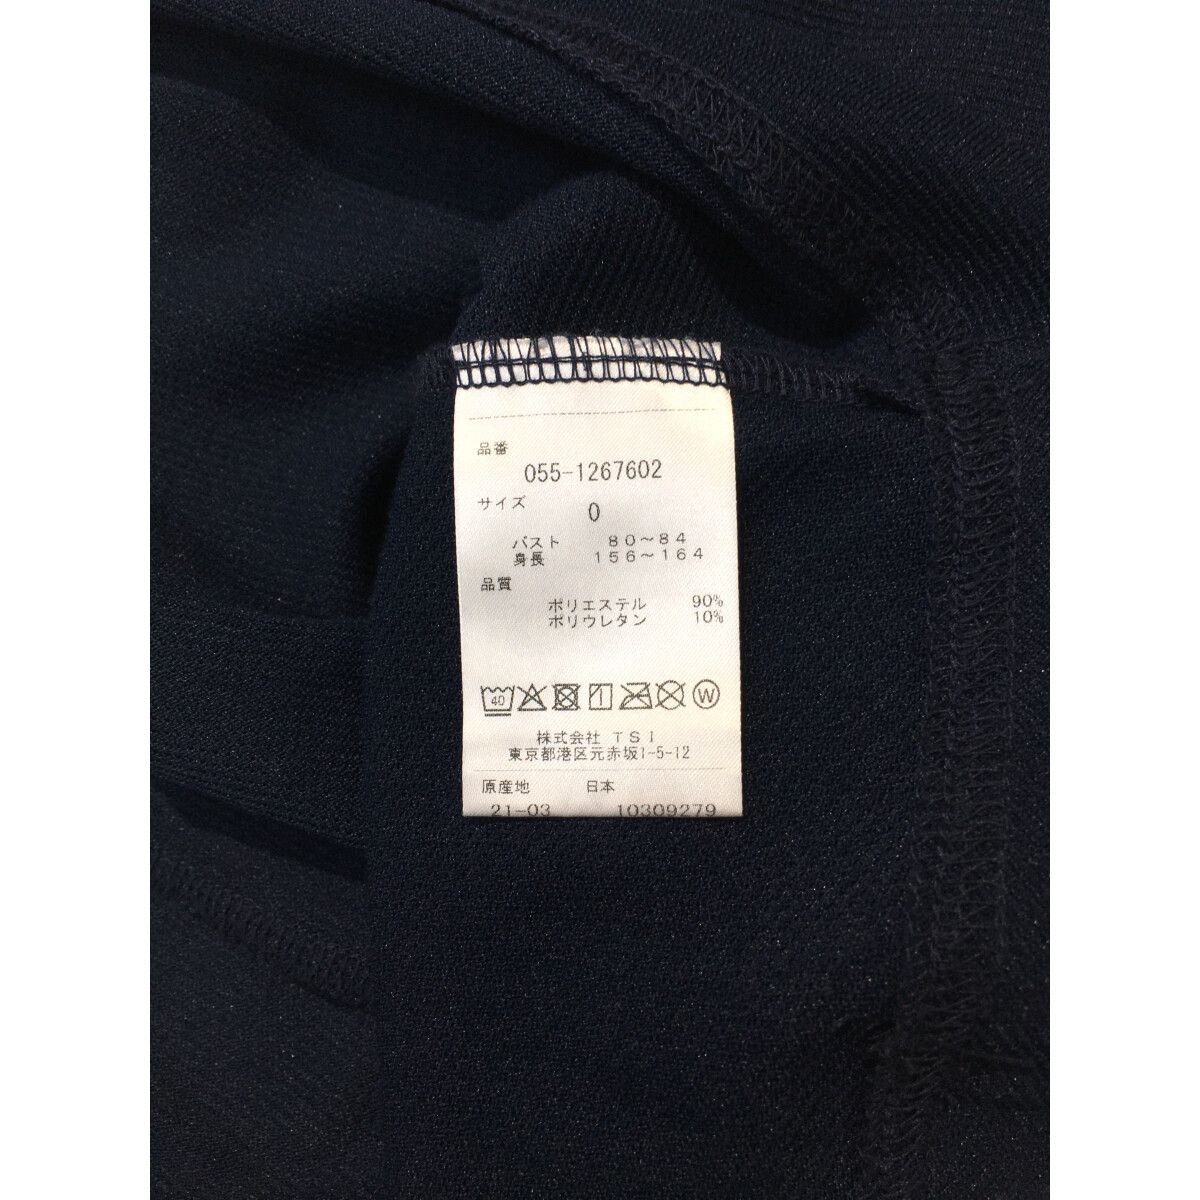 品番
055-1267602
サイズ
0
バスト 80～84
身長 156～164
品質
ポリエステル 90%
ポリウレタン 10%
40 W
株式会社 TSI
東京都港区元赤坂1-5-12
原産地 日本
21-03 10309279